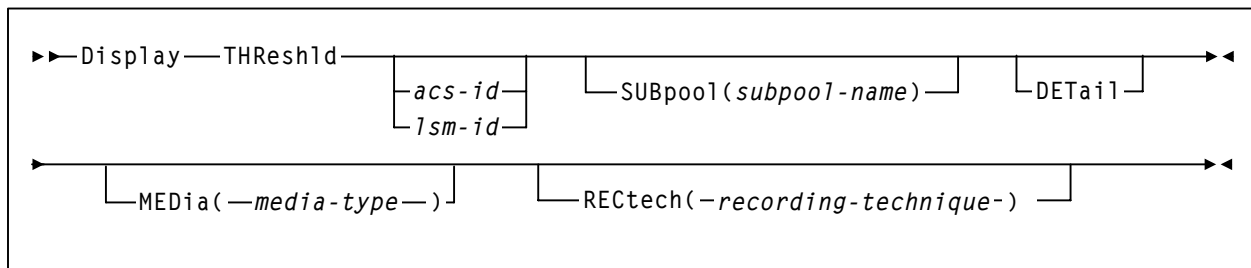 Display THReshld SUBpool(subpool-name) DETail
acs-id
lsm-id
MEDia(media-type) RECtech(recording-technique)